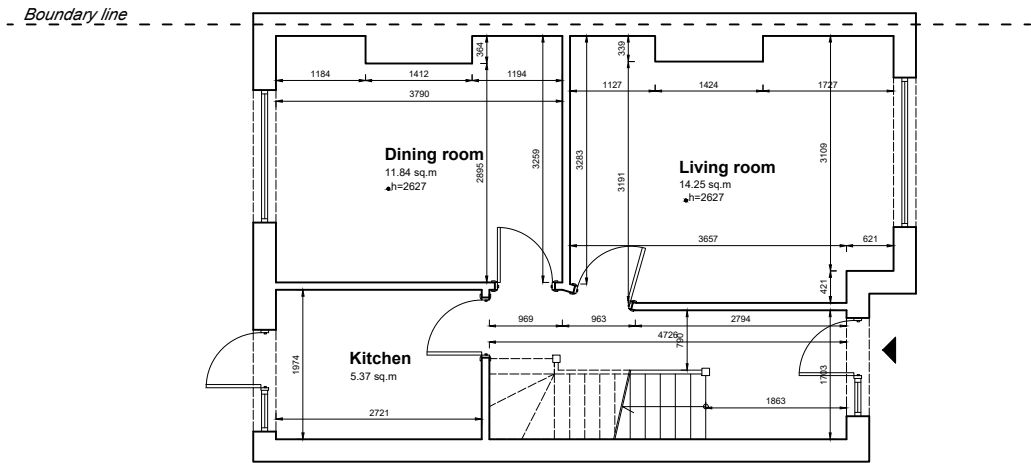 Boundary line
364
339
1184
1412
1194
1127
1424
1727
3790
2895
3259
3283
3191
3109
Dining room
11.84 sq.m
h=2627
Living room
14.25 sq.m
h=2627
3657
621
421
969
963
2794
4726
790
1974
Kitchen
5.37 sq.m
1703
1863
2721